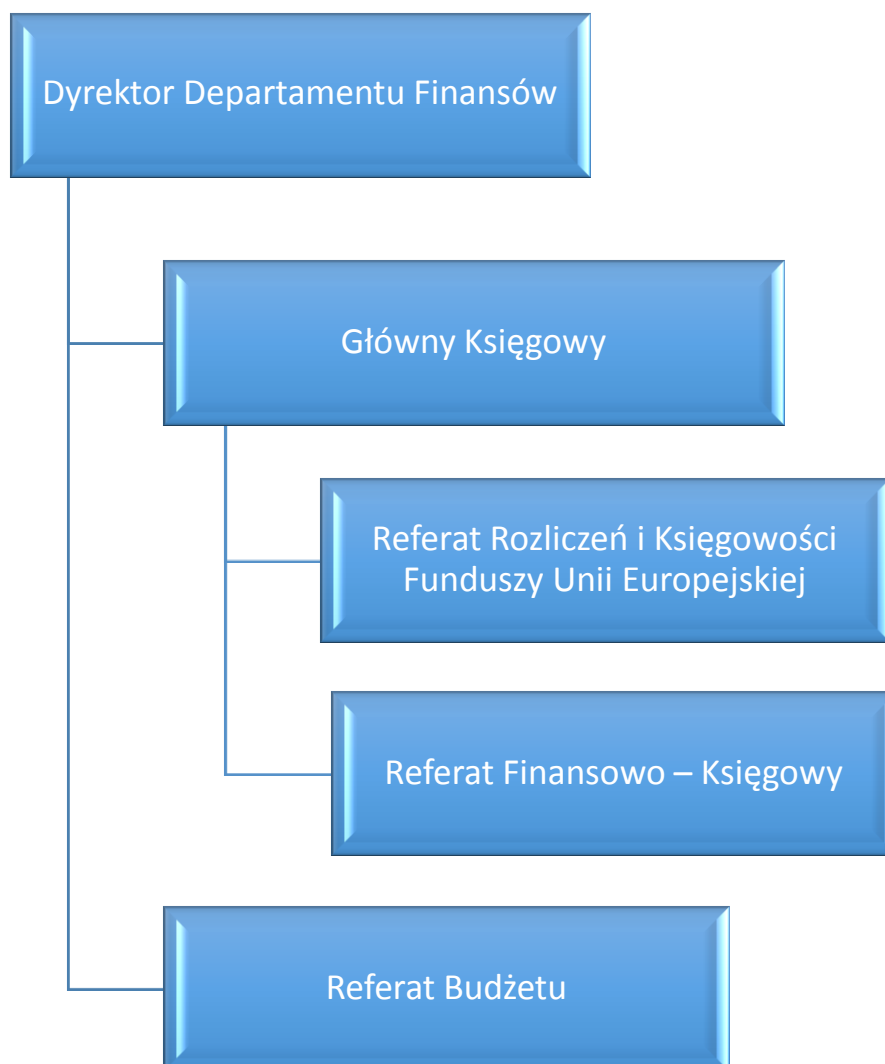 Dyrektor Departamentu Finansów
Główny Księgowy
Referat Rozliczeń i Księgowości
Funduszy Unii Europejskiej
Referat Finansowo – Księgowy
Referat Budżetu